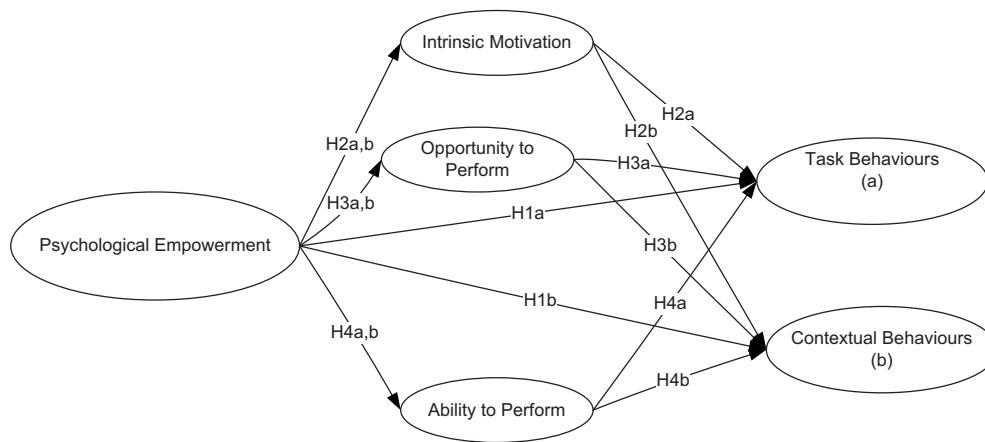 Intrinsic Motivation
H2a
H2a,b
H2b
Opportunity to
Perform
H3a
Task Behaviours
(a)
H3a,b
H1a
Psychological Empowerment
H3b
H1b
H4a
H4a,b
Contextual Behaviours
(b)
H4b
Ability to Perform